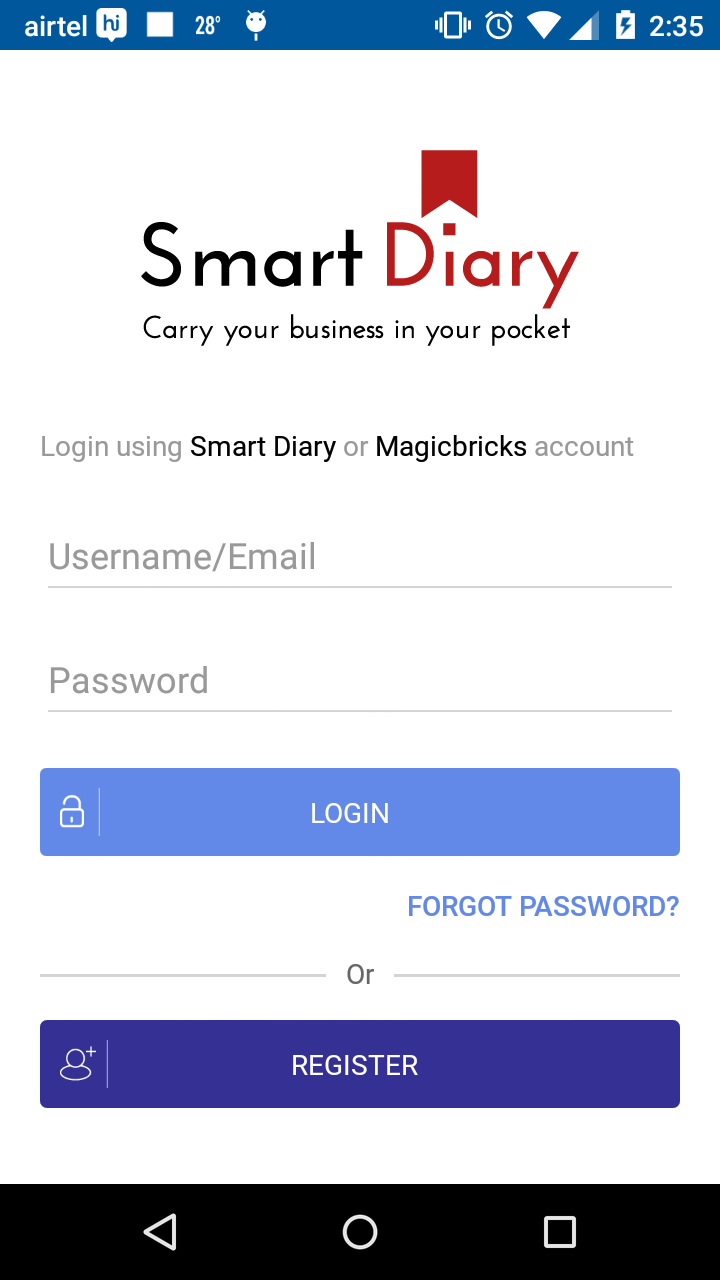 airtel hi 28° 2:35
Smart Diary
Carry your business in your pocket
Login using Smart Diary or Magicbricks account
Username/Email
Password
LOGIN
FORGOT PASSWORD?
Or
REGISTER